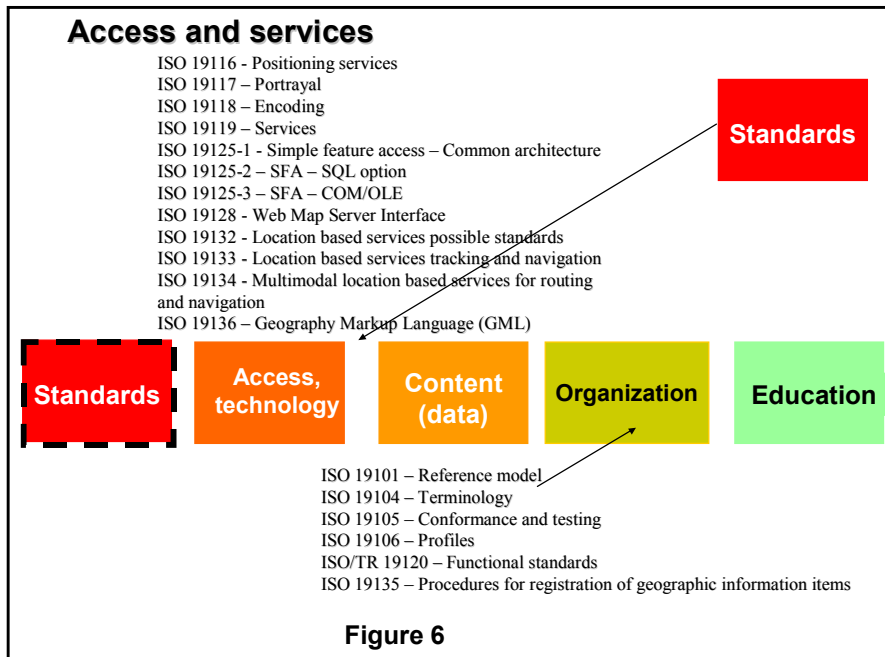 Access and services
ISO 19116 - Positioning services
ISO 19117 – Portrayal
ISO 19118 – Encoding
ISO 19119 – Services
ISO 19125-1 - Simple feature access – Common architecture
ISO 19125-2 – SFA – SQL option
ISO 19125-3 – SFA – COM/OLE
ISO 19128 - Web Map Server Interface
ISO 19132 - Location based services possible standards
ISO 19133 - Location based services tracking and navigation
ISO 19134 - Multimodal location based services for routing
and navigation
ISO 19136 – Geography Markup Language (GML)
Standards
Standards
Access,
technology
Content
(data)
Organization
Education
ISO 19101 – Reference model
ISO 19104 – Terminology
ISO 19105 – Conformance and testing
ISO 19106 – Profiles
ISO/TR 19120 – Functional standards
ISO 19135 – Procedures for registration of geographic information items
Figure 6